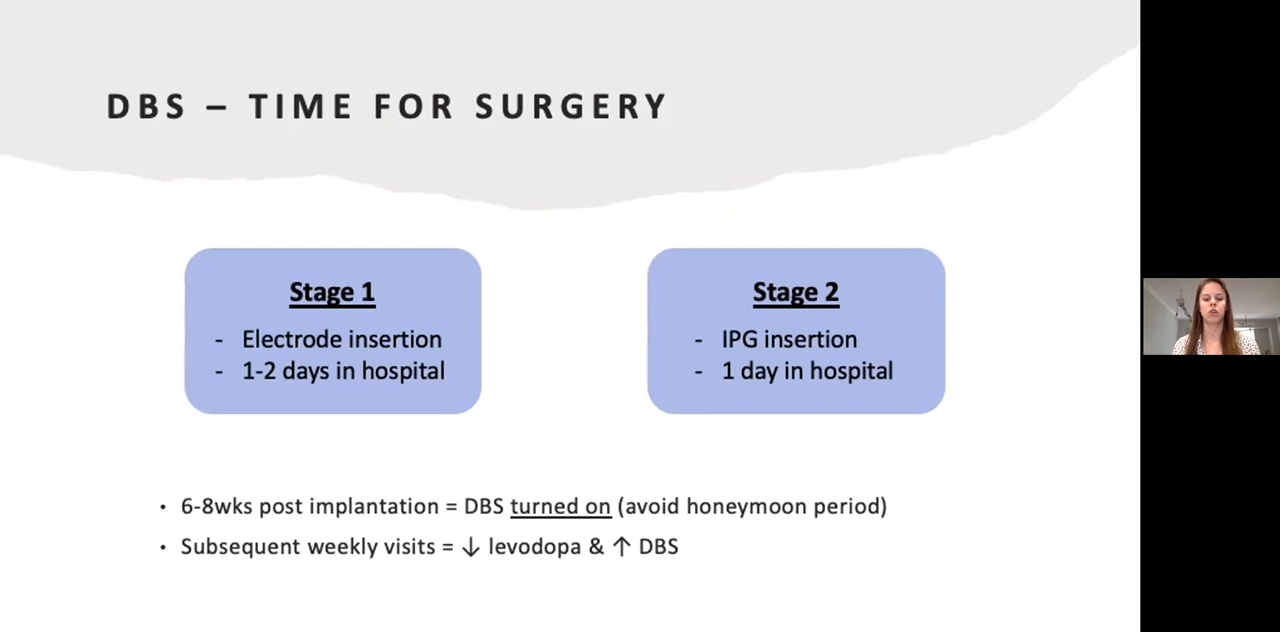 DBS – TIME FOR SURGERY
Stage 1
- Electrode insertion
- 1-2 days in hospital
Stage 2
- IPG insertion
- 1 day in hospital
• 6-8wks post implantation = DBS turned on (avoid honeymoon period)
• Subsequent weekly visits = ↓ levodopa & ↑ DBS